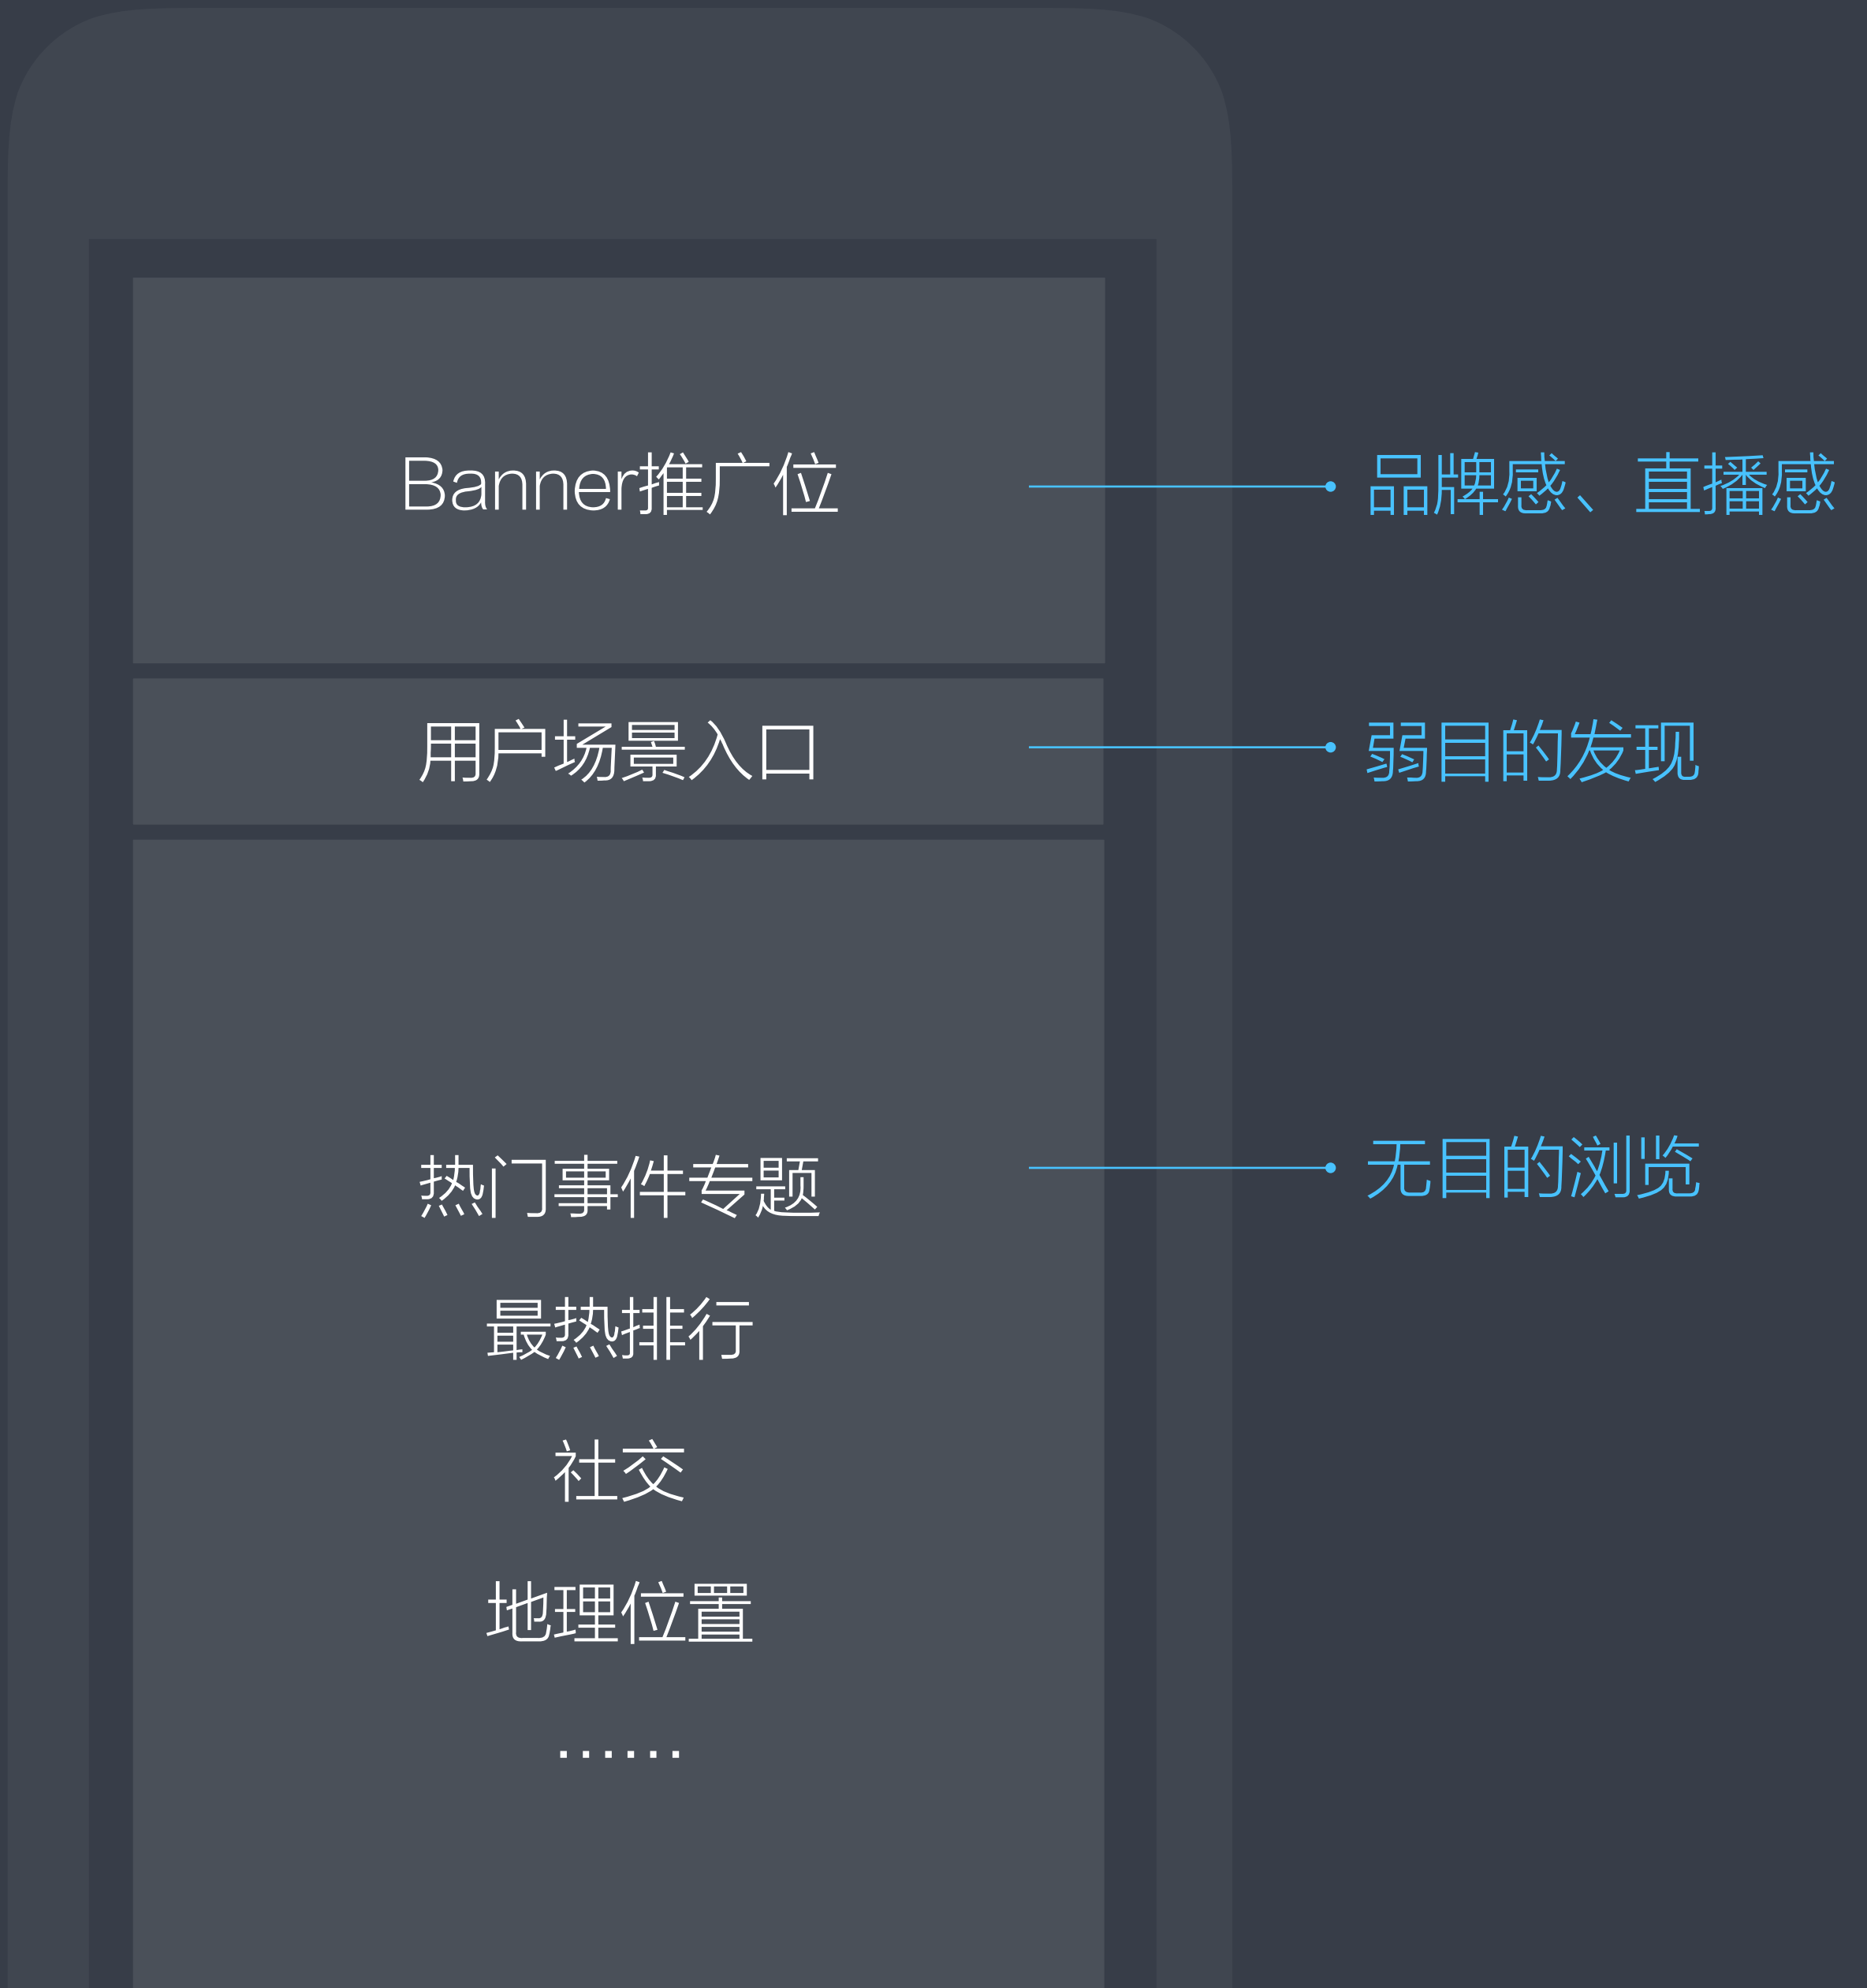 Banner推广位
品牌感、直播感
用户场景入口
弱目的发现
热门事件专题
无目的浏览
最热排行
社交
地理位置
······